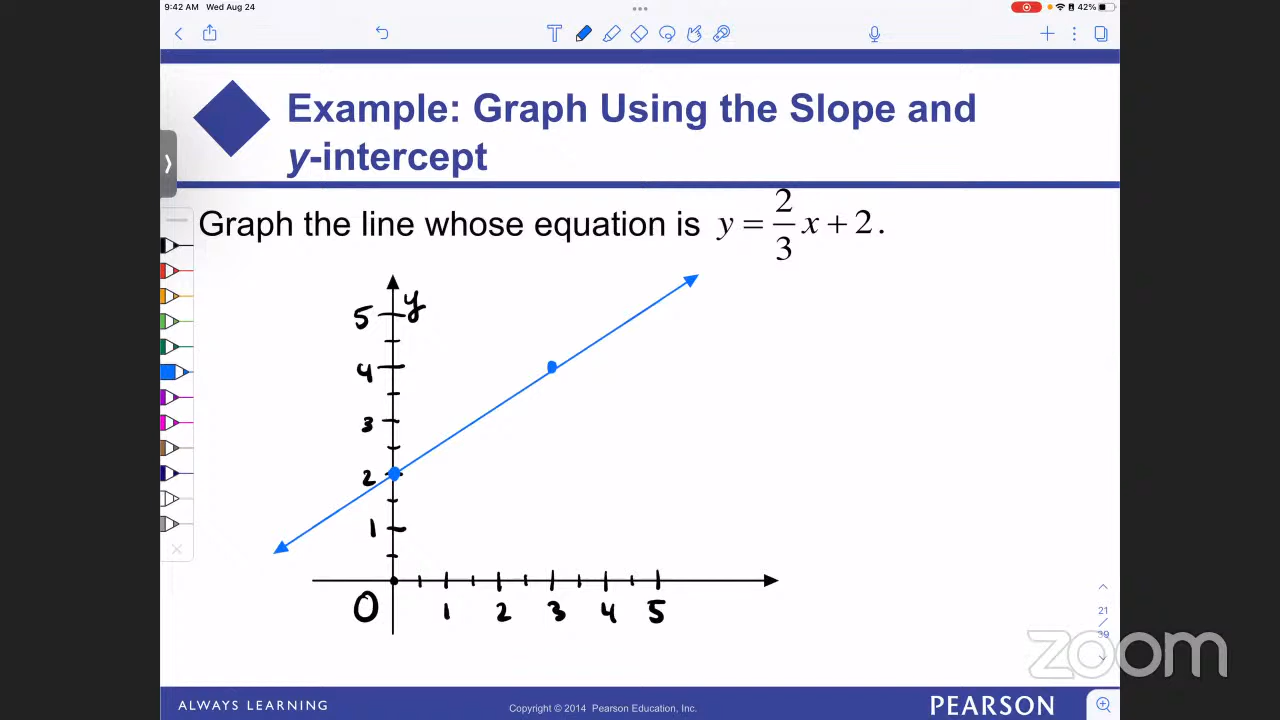 9:42 AM Wed Aug 24
42%
Example: Graph Using the Slope and
y-intercept
Graph the line whose equation is y = 2/3 x + 2.
y
5
4
3
2
1
0
1 2 3 4 5
21
/
39
zoom
ALWAYS LEARNING
Copyright © 2014 Pearson Education, Inc.
PEARSON